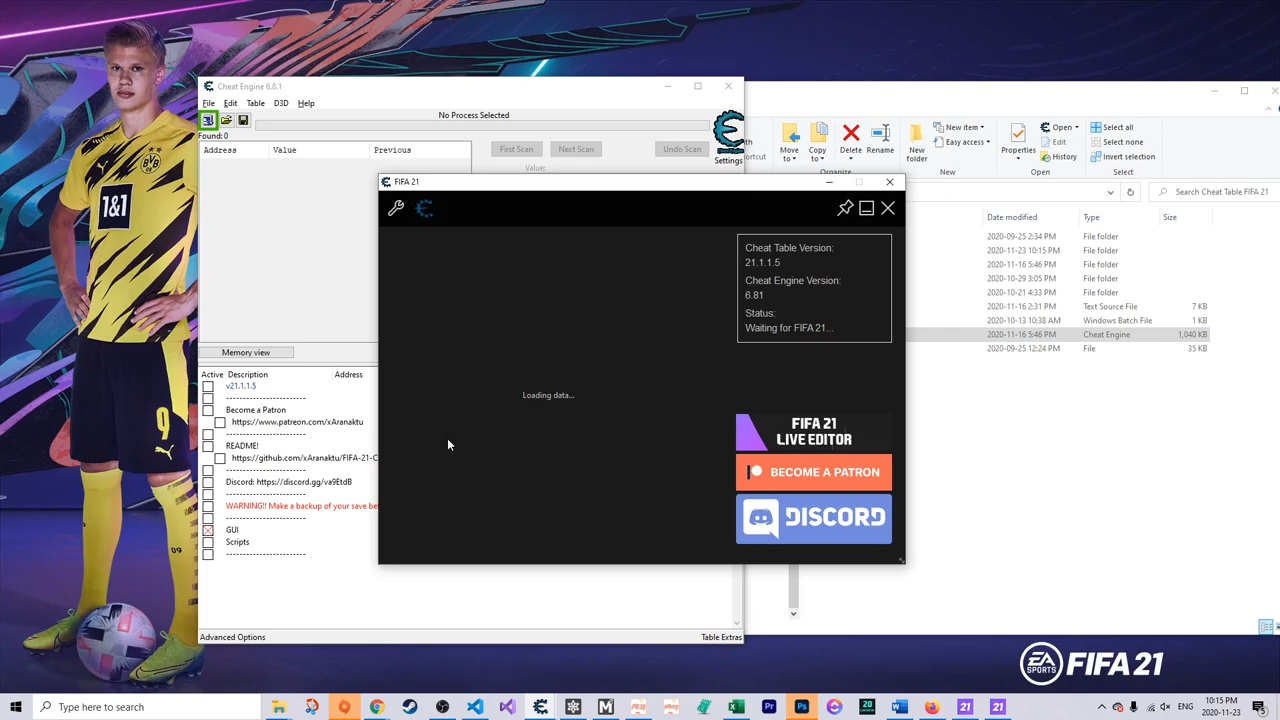 Cheat Engine 6.8.1
File Edit Table D3D Help
No Process Selected
Found: 0
Address Value Previous
First Scan Next Scan Undo Scan
Value:
Settings
Memory view
Active Description Address
v21.1.1.5
------------------------
Become a Patron
https://www.patreon.com/xAranaktu
------------------------
README!
https://github.com/xAranaktu/FIFA-21-C
------------------------
Discord: https://discord.gg/va9EtdB
------------------------
WARNING!! Make a backup of your save be
------------------------
GUI
Scripts
------------------------
Advanced Options
Table Extras
FIFA 21
Cheat Table Version:
21.1.1.5
Cheat Engine Version:
6.81
Status:
Waiting for FIFA 21...
Loading data...
FIFA 21
LIVE EDITOR
BECOME A PATRON
DISCORD
Move to
Copy to
Delete
Rename
New folder
New item
Easy access
Properties
Open
Edit
History
Select all
Select none
Invert selection
Organize
New
Open
Select
Search Cheat Table FIFA 21
Date modified Type Size
2020-09-25 2:34 PM File folder
2020-11-23 10:15 PM File folder
2020-11-16 5:46 PM File folder
2020-10-29 3:05 PM File folder
2020-10-21 4:33 PM File folder
2020-11-16 2:31 PM Text Source File 7 KB
2020-10-13 10:38 AM Windows Batch File 1 KB
2020-11-16 5:46 PM Cheat Engine 1,040 KB
2020-09-25 12:24 PM File 35 KB
1&1
BVB
09
9
09
EA SPORTS FIFA 21
Type here to search
20
21
21
ENG
10:15 PM
2020-11-23